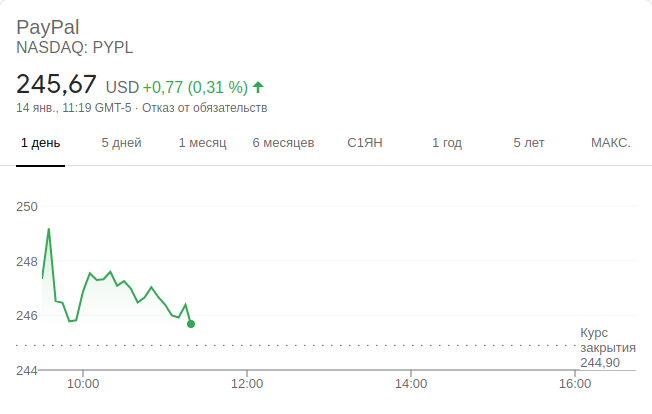 PayPal
NASDAQ: PYPL
245,67 USD +0,77 (0,31 %)
14 янв., 11:19 GMT-5 · Отказ от обязательств
1 день 5 дней 1 месяц 6 месяцев С1ЯН 1 год 5 лет МАКС.
250
248
246
Курс
закрытия
244,90
244
10:00 12:00 14:00 16:00